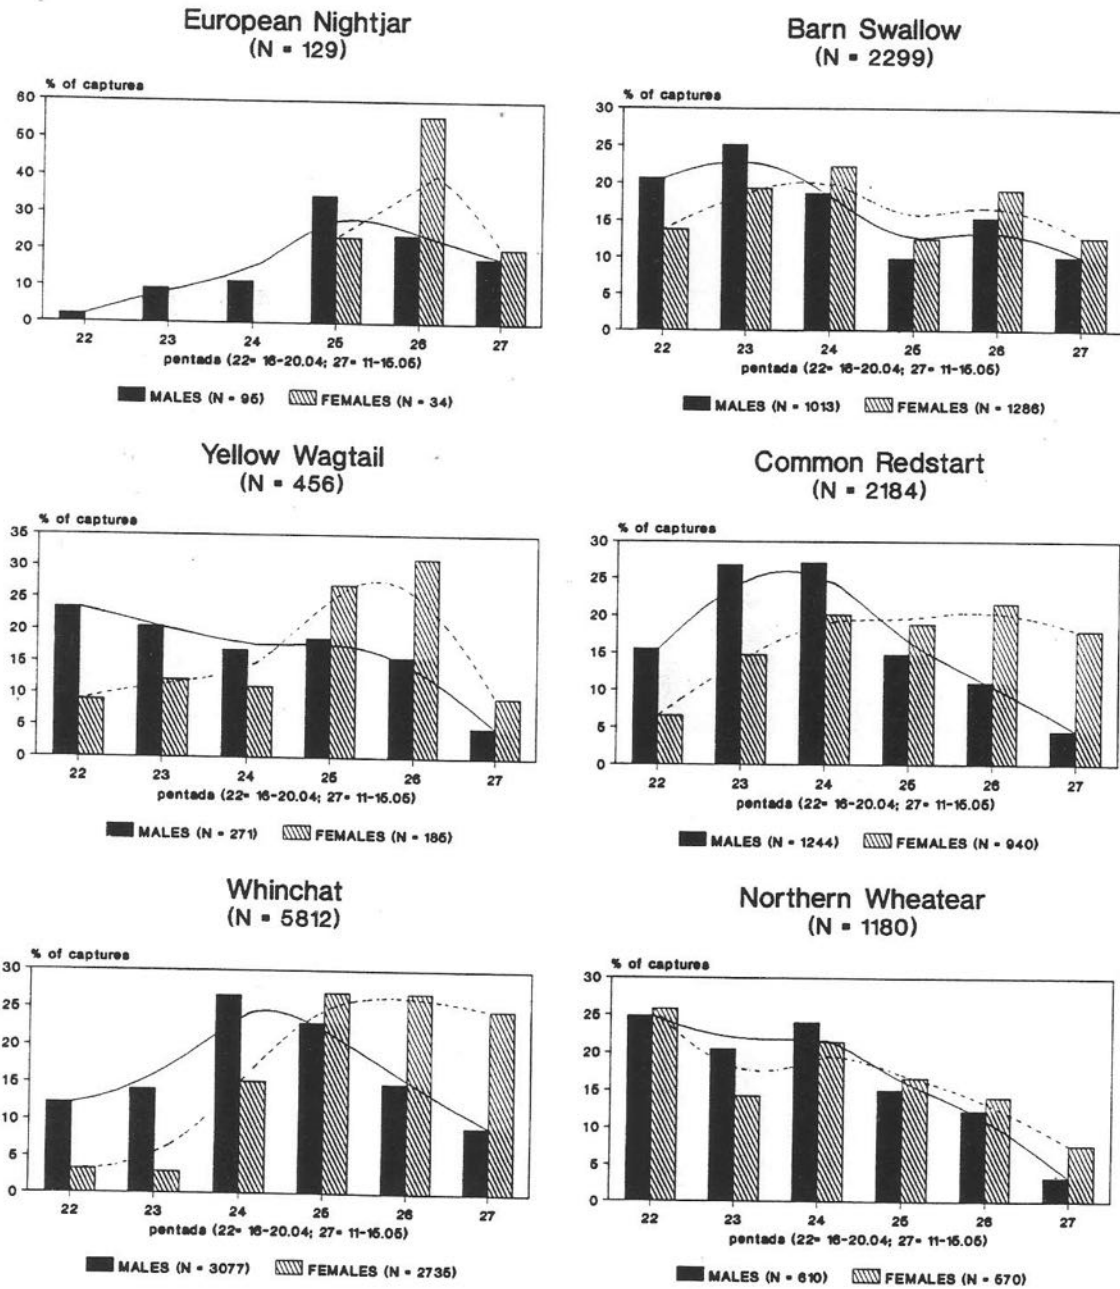 European Nightjar
(N = 129)
% of captures
60
50
40
30
20
10
0
22 23 24 25 26 27
pentada (22= 16-20.04; 27= 11-15.05)
MALES (N = 95) FEMALES (N = 34)
Barn Swallow
(N = 2299)
% of captures
30
25
20
15
10
5
0
22 23 24 25 26 27
pentada (22= 16-20.04; 27= 11-15.05)
MALES (N = 1013) FEMALES (N = 1286)
Yellow Wagtail
(N = 456)
% of captures
35
30
25
20
15
10
5
0
22 23 24 25 26 27
pentada (22= 16-20.04; 27= 11-15.05)
MALES (N = 271) FEMALES (N = 185)
Common Redstart
(N = 2184)
% of captures
30
25
20
15
10
5
0
22 23 24 25 26 27
pentada (22= 16-20.04; 27= 11-15.05)
MALES (N = 1244) FEMALES (N = 940)
Whinchat
(N = 5812)
% of captures
30
25
20
15
10
5
0
22 23 24 25 26 27
pentada (22= 16-20.04; 27= 11-15.05)
MALES (N = 3077) FEMALES (N = 2735)
Northern Wheatear
(N = 1180)
% of captures
30
25
20
15
10
5
0
22 23 24 25 26 27
pentada (22= 16-20.04; 27= 11-15.05)
MALES (N = 610) FEMALES (N = 570)